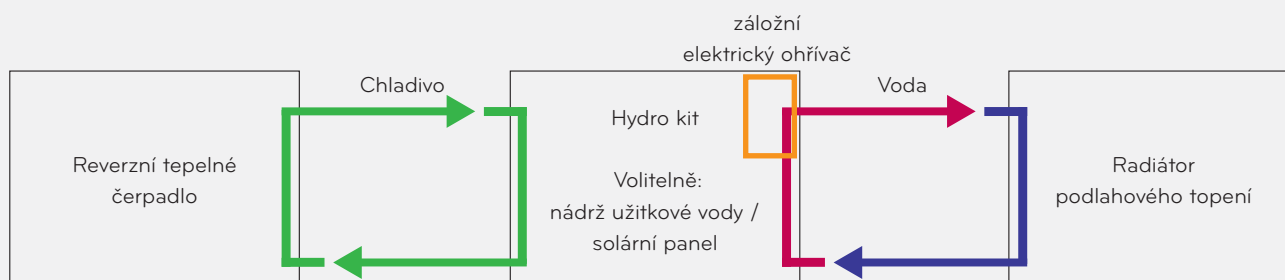 záložní
elektrický ohřívač
Chladivo
Voda
Hydro kit
Reverzní tepelné
čerpadlo
Volitelně:
nádrž užitkové vody /
solární panel
Radiátor
podlahového topení